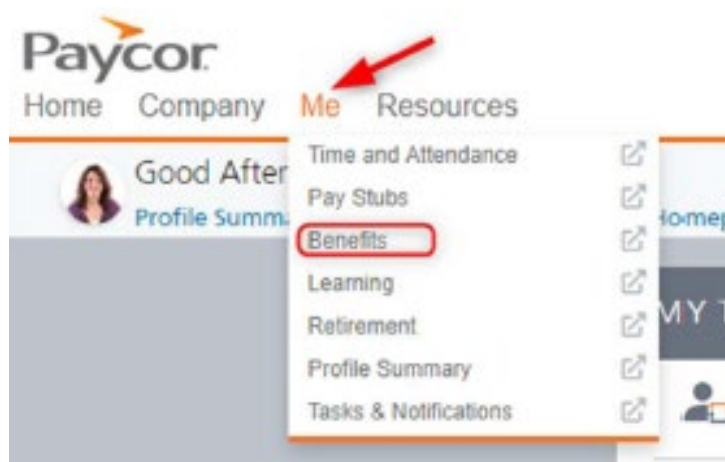 Paycor
Home Company Me Resources
Good After
Profile Summ
Time and Attendance
Pay Stubs
Benefits
Learning
Retirement
Profile Summary
Tasks & Notifications
Homep
MY T